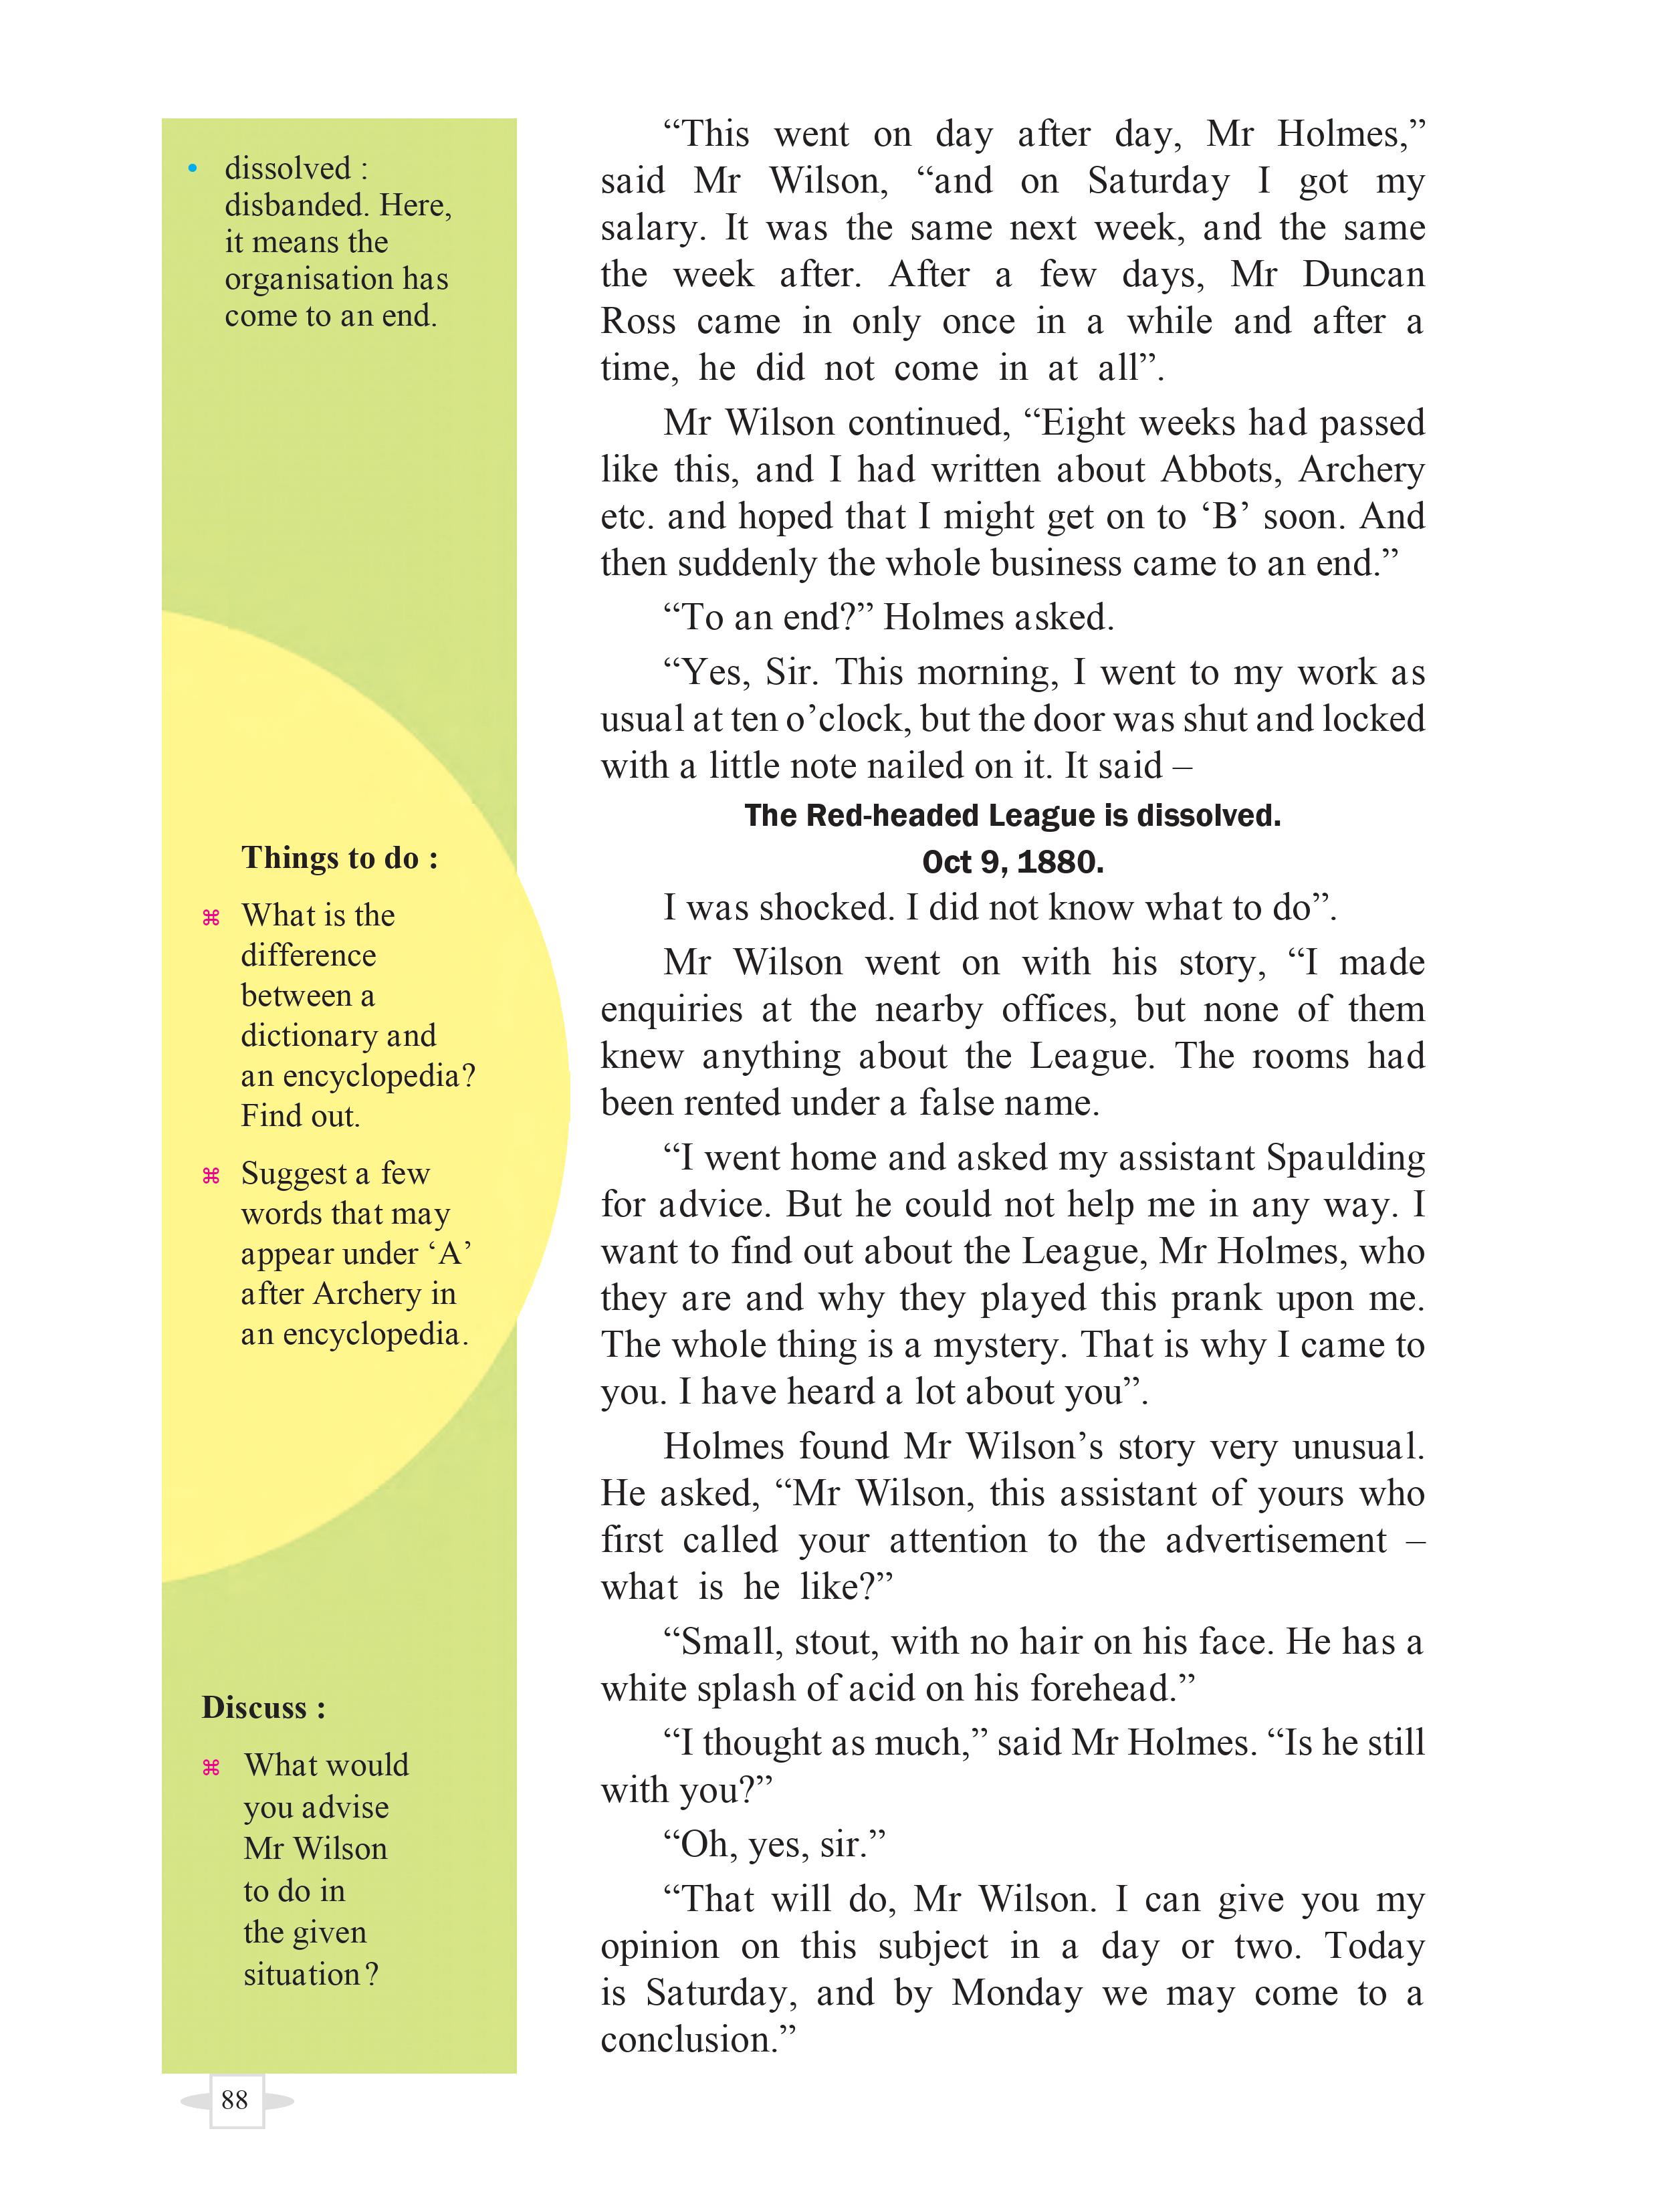 • dissolved :
disbanded. Here,
it means the
organisation has
come to an end.
Things to do :
⌘ What is the
difference
between a
dictionary and
an encyclopedia?
Find out.
⌘ Suggest a few
words that may
appear under ‘A’
after Archery in
an encyclopedia.
Discuss :
⌘ What would
you advise
Mr Wilson
to do in
the given
situation?
“This went on day after day, Mr Holmes,”
said Mr Wilson, “and on Saturday I got my
salary. It was the same next week, and the same
the week after. After a few days, Mr Duncan
Ross came in only once in a while and after a
time, he did not come in at all”.
Mr Wilson continued, “Eight weeks had passed
like this, and I had written about Abbots, Archery
etc. and hoped that I might get on to ‘B’ soon. And
then suddenly the whole business came to an end.”
“To an end?” Holmes asked.
“Yes, Sir. This morning, I went to my work as
usual at ten o’clock, but the door was shut and locked
with a little note nailed on it. It said –
The Red-headed League is dissolved.
Oct 9, 1880.
I was shocked. I did not know what to do”.
Mr Wilson went on with his story, “I made
enquiries at the nearby offices, but none of them
knew anything about the League. The rooms had
been rented under a false name.
“I went home and asked my assistant Spaulding
for advice. But he could not help me in any way. I
want to find out about the League, Mr Holmes, who
they are and why they played this prank upon me.
The whole thing is a mystery. That is why I came to
you. I have heard a lot about you”.
Holmes found Mr Wilson’s story very unusual.
He asked, “Mr Wilson, this assistant of yours who
first called your attention to the advertisement –
what is he like?”
“Small, stout, with no hair on his face. He has a
white splash of acid on his forehead.”
“I thought as much,” said Mr Holmes. “Is he still
with you?”
“Oh, yes, sir.”
“That will do, Mr Wilson. I can give you my
opinion on this subject in a day or two. Today
is Saturday, and by Monday we may come to a
conclusion.”
88